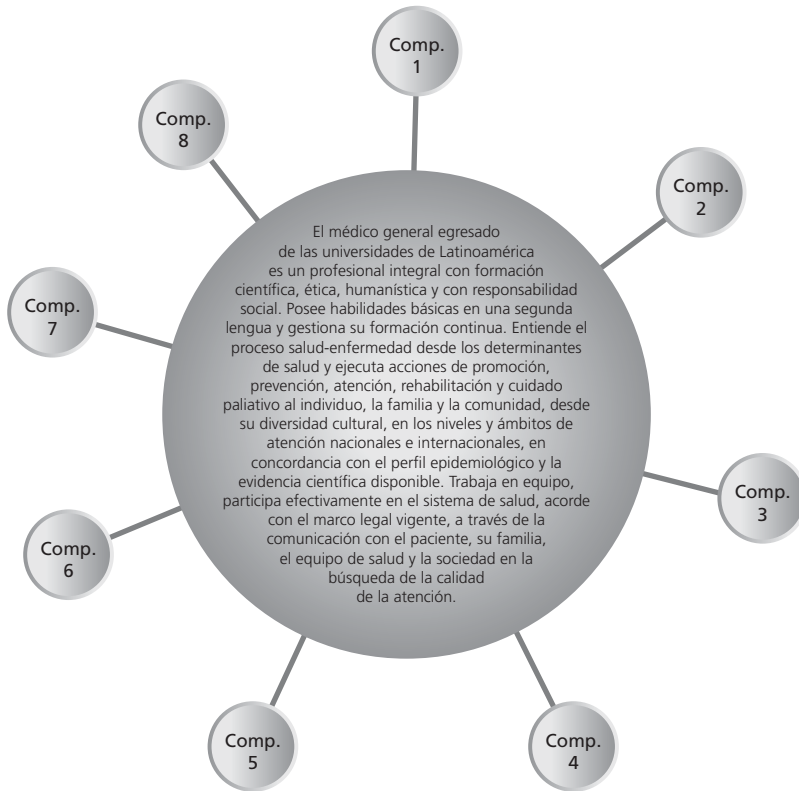 Comp.
1
Comp.
8
Comp.
2
El médico general egresado
de las universidades de Latinoamérica
es un profesional integral con formación
científica, ética, humanística y con responsabilidad
social. Posee habilidades básicas en una segunda
lengua y gestiona su formación continua. Entiende el
proceso salud-enfermedad desde los determinantes
de salud y ejecuta acciones de promoción,
prevención, atención, rehabilitación y cuidado
paliativo al individuo, la familia y la comunidad, desde
su diversidad cultural, en los niveles y ámbitos de
atención nacionales e internacionales, en
concordancia con el perfil epidemiológico y la
evidencia científica disponible. Trabaja en equipo,
participa efectivamente en el sistema de salud, acorde
con el marco legal vigente, a través de la
comunicación con el paciente, su familia,
el equipo de salud y la sociedad en la
búsqueda de la calidad
de la atención.
Comp.
7
Comp.
3
Comp.
6
Comp.
5
Comp.
4